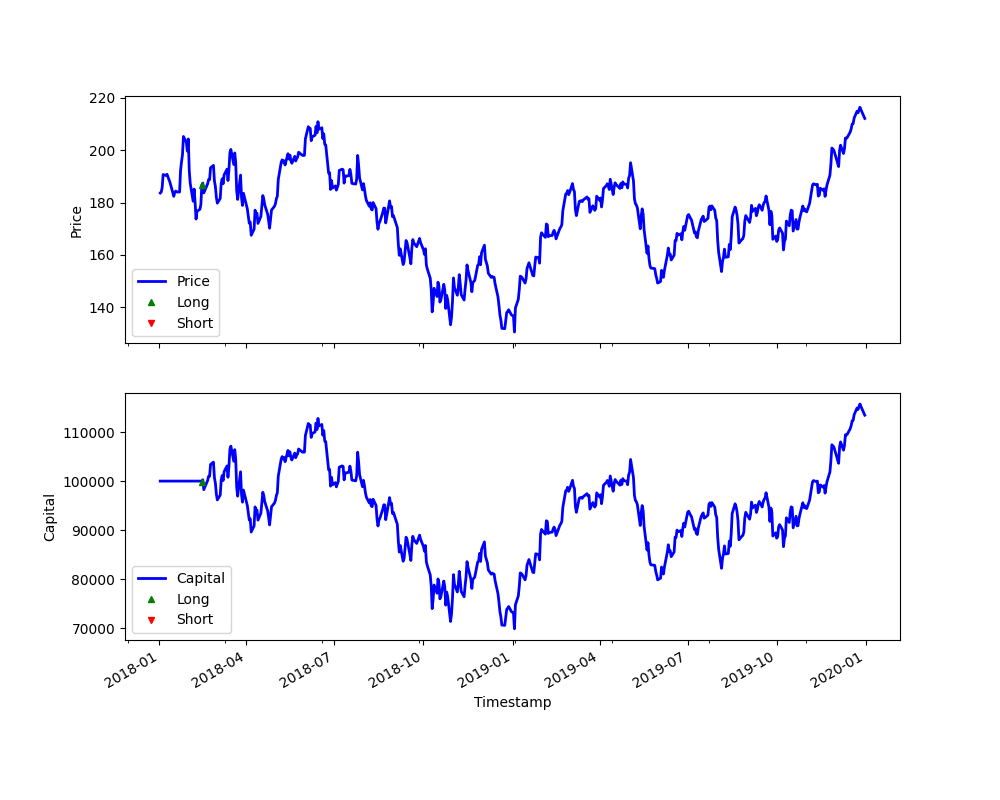 220
200
180
160
140
Price
Price
Long
Short
110000
100000
90000
80000
70000
Capital
Capital
Long
Short
2018-01
2018-04
2018-07
2018-10
2019-01
2019-04
2019-07
2019-10
2020-01
Timestamp